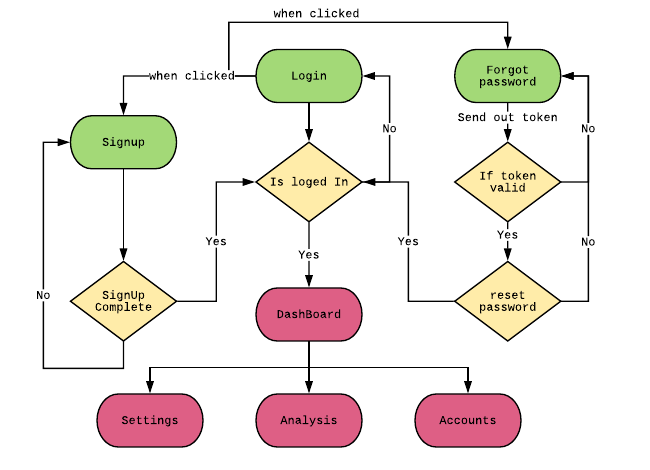 when clicked
when clicked
Login
Forgot
password
Send out token
No
No
Signup
Is loged In
If token
valid
Yes
Yes
Yes
Yes
No
No
SignUp
Complete
DashBoard
reset
password
Settings
Analysis
Accounts